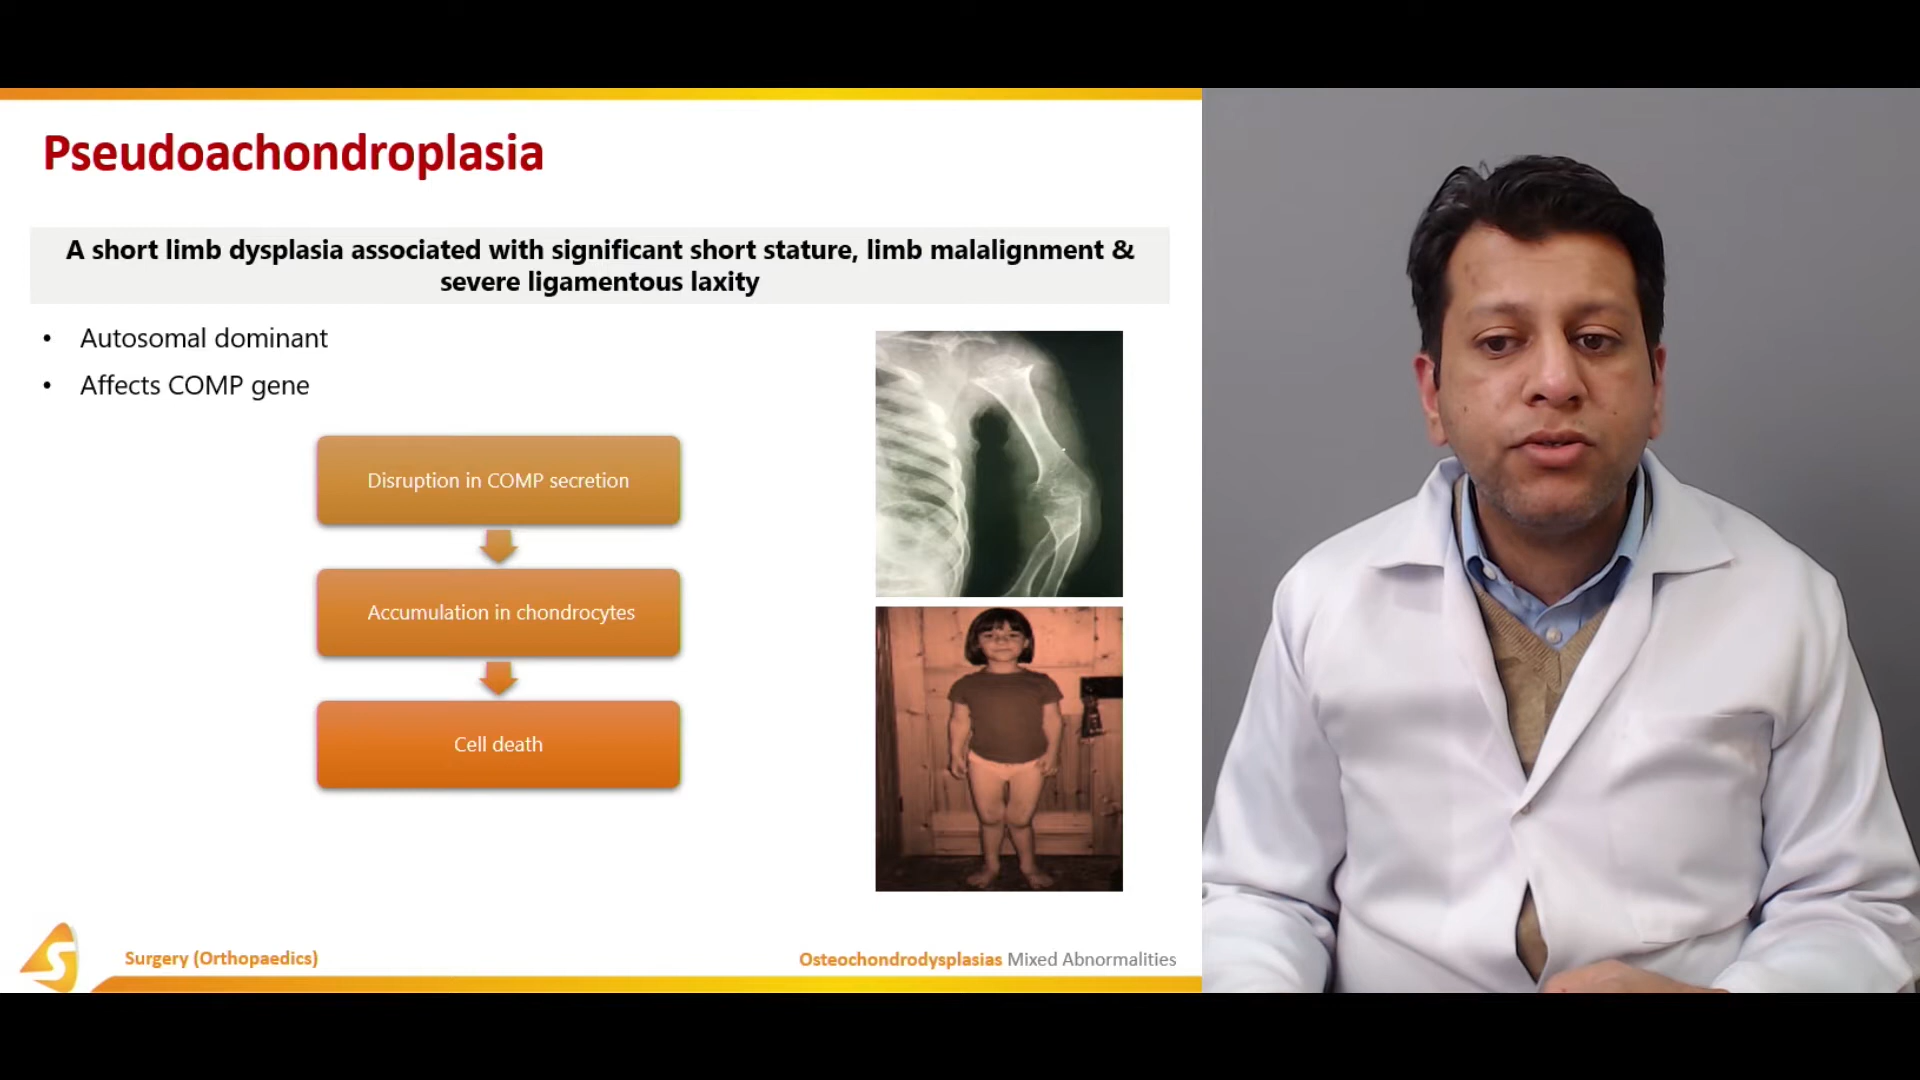 Pseudoachondroplasia
A short limb dysplasia associated with significant short stature, limb malalignment &
severe ligamentous laxity
• Autosomal dominant
• Affects COMP gene
Disruption in COMP secretion
Accumulation in chondrocytes
Cell death
S
Surgery (Orthopaedics)
Osteochondrodysplasias Mixed Abnormalities